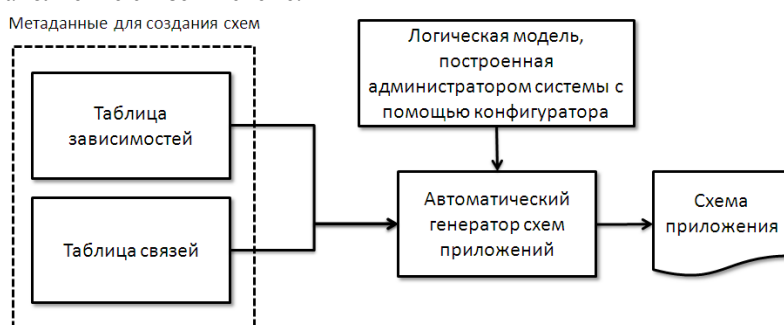 Метаданные для создания схем
Таблица
зависимостей
Таблица связей
Логическая модель,
построенная
администратором системы с
помощью конфигуратора
Автоматический
генератор схем
приложений
Схема
приложения